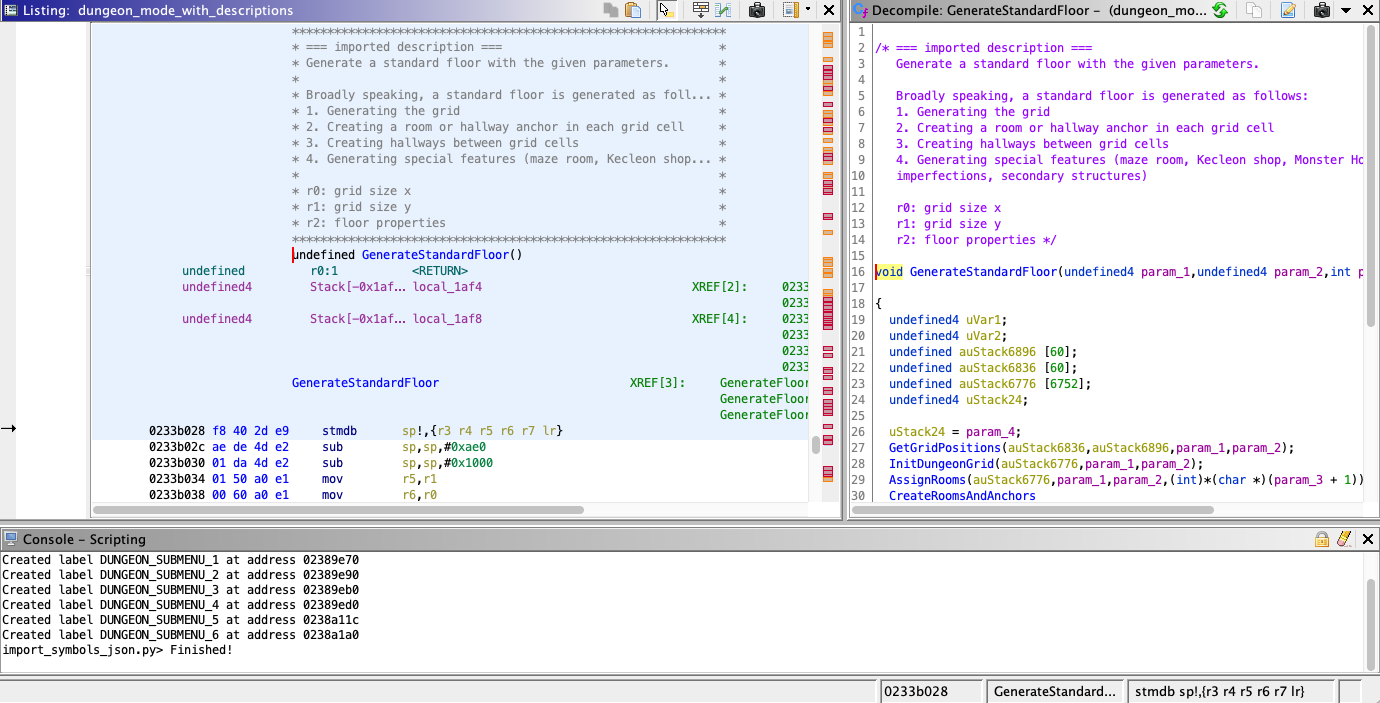 Listing: dungeon_mode_with_descriptions
*************************************************************
* === imported description === *
* Generate a standard floor with the given parameters. *
* *
* Broadly speaking, a standard floor is generated as foll... *
* 1. Generating the grid *
* 2. Creating a room or hallway anchor in each grid cell *
* 3. Creating hallways between grid cells *
* 4. Generating special features (maze room, Kecleon shop... *
* *
* r0: grid size x *
* r1: grid size y *
* r2: floor properties *
*************************************************************
undefined GenerateStandardFloor()
undefined r0:1 <RETURN>
undefined4 Stack[-0x1af... local_1af4 XREF[2]: 0233
0233
undefined4 Stack[-0x1af... local_1af8 XREF[4]: 0233
0233
0233
0233
GenerateStandardFloor XREF[3]: GenerateFloor
GenerateFloor
GenerateFloor
0233b028 f8 40 2d e9 stmdb sp!,{r3 r4 r5 r6 r7 lr}
0233b02c ae de 4d e2 sub sp,sp,#0xae0
0233b030 01 da 4d e2 sub sp,sp,#0x1000
0233b034 01 50 a0 e1 mov r5,r1
0233b038 00 60 a0 e1 mov r6,r0
Decompile: GenerateStandardFloor - (dungeon_mo...
1
2 /* === imported description ===
3 Generate a standard floor with the given parameters.
4
5 Broadly speaking, a standard floor is generated as follows:
6 1. Generating the grid
7 2. Creating a room or hallway anchor in each grid cell
8 3. Creating hallways between grid cells
9 4. Generating special features (maze room, Kecleon shop, Monster Ho
10 imperfections, secondary structures)
11
12 r0: grid size x
13 r1: grid size y
14 r2: floor properties */
15
16 void GenerateStandardFloor(undefined4 param_1,undefined4 param_2,int p
17
18 {
19 undefined4 uVar1;
20 undefined4 uVar2;
21 undefined auStack6896 [60];
22 undefined auStack6836 [60];
23 undefined auStack6776 [6752];
24 undefined4 uStack24;
25
26 uStack24 = param_4;
27 GetGridPositions(auStack6836,auStack6896,param_1,param_2);
28 InitDungeonGrid(auStack6776,param_1,param_2);
29 AssignRooms(auStack6776,param_1,param_2,(int)*(char *)(param_3 + 1))
30 CreateRoomsAndAnchors
Console - Scripting
Created label DUNGEON_SUBMENU_1 at address 02389e70
Created label DUNGEON_SUBMENU_2 at address 02389e90
Created label DUNGEON_SUBMENU_3 at address 02389eb0
Created label DUNGEON_SUBMENU_4 at address 02389ed0
Created label DUNGEON_SUBMENU_5 at address 0238a11c
Created label DUNGEON_SUBMENU_6 at address 0238a1a0
import_symbols_json.py> Finished!
0233b028 GenerateStandard... stmdb sp!,{r3 r4 r5 r6 r7 lr}